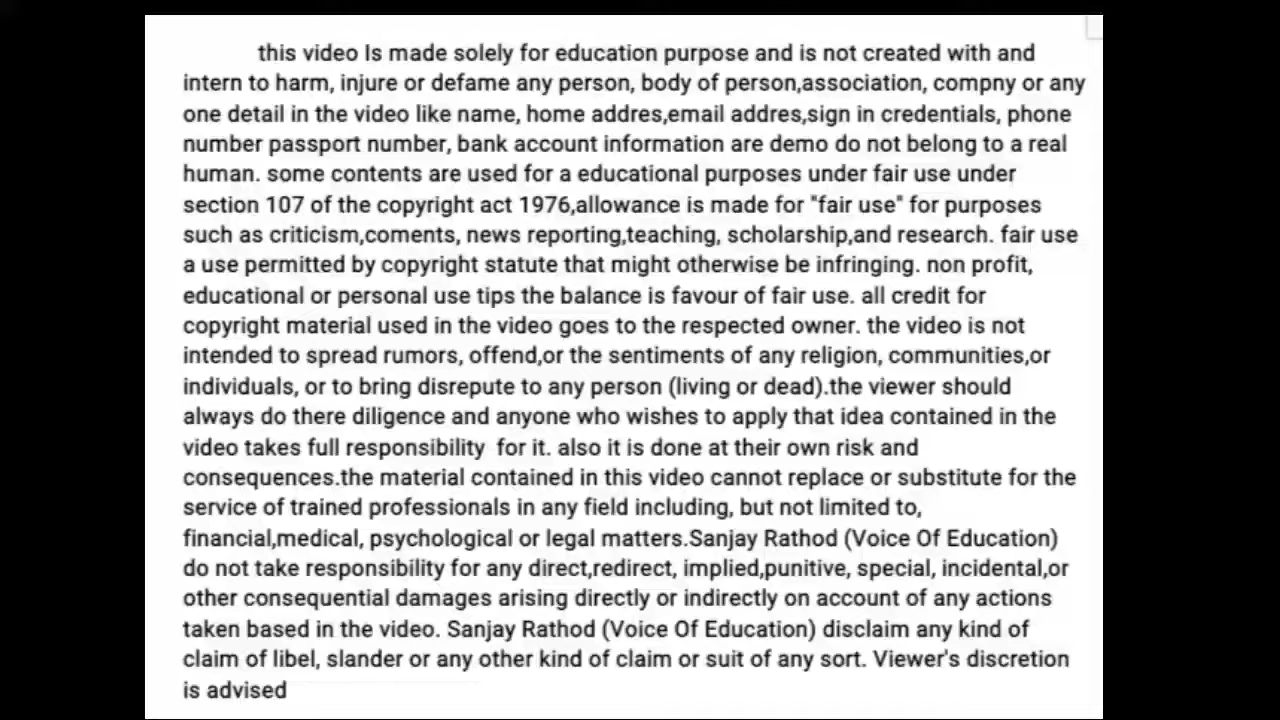 this video Is made solely for education purpose and is not created with and
intern to harm, injure or defame any person, body of person,association, compny or any
one detail in the video like name, home addres,email addres,sign in credentials, phone
number passport number, bank account information are demo do not belong to a real
human. some contents are used for a educational purposes under fair use under
section 107 of the copyright act 1976,allowance is made for "fair use" for purposes
such as criticism,coments, news reporting,teaching, scholarship,and research. fair use
a use permitted by copyright statute that might otherwise be infringing. non profit,
educational or personal use tips the balance is favour of fair use. all credit for
copyright material used in the video goes to the respected owner. the video is not
intended to spread rumors, offend,or the sentiments of any religion, communities,or
individuals, or to bring disrepute to any person (living or dead).the viewer should
always do there diligence and anyone who wishes to apply that idea contained in the
video takes full responsibility  for it. also it is done at their own risk and
consequences.the material contained in this video cannot replace or substitute for the
service of trained professionals in any field including, but not limited to,
financial,medical, psychological or legal matters.Sanjay Rathod (Voice Of Education)
do not take responsibility for any direct,redirect, implied,punitive, special, incidental,or
other consequential damages arising directly or indirectly on account of any actions
taken based in the video. Sanjay Rathod (Voice Of Education) disclaim any kind of
claim of libel, slander or any other kind of claim or suit of any sort. Viewer's discretion
is advised